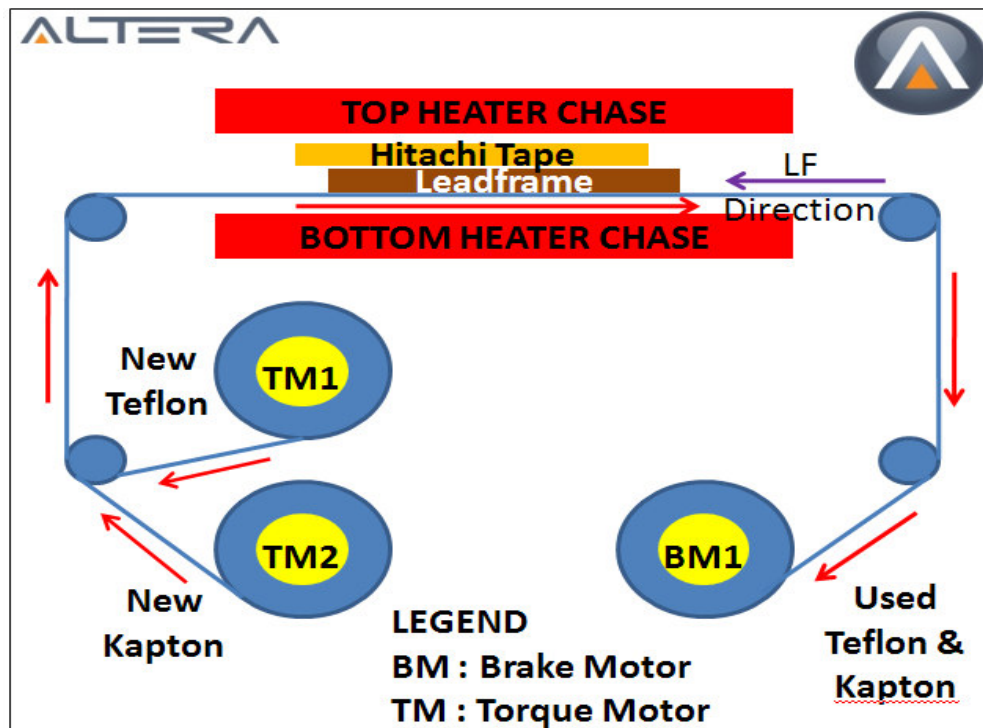 ALTERA
TOP HEATER CHASE
Hitachi Tape
Leadframe
LF
Direction
BOTTOM HEATER CHASE
New
Teflon
TM1
TM2
New
Kapton
BM1
Used
Teflon &
Kapton
LEGEND
BM : Brake Motor
TM : Torque Motor